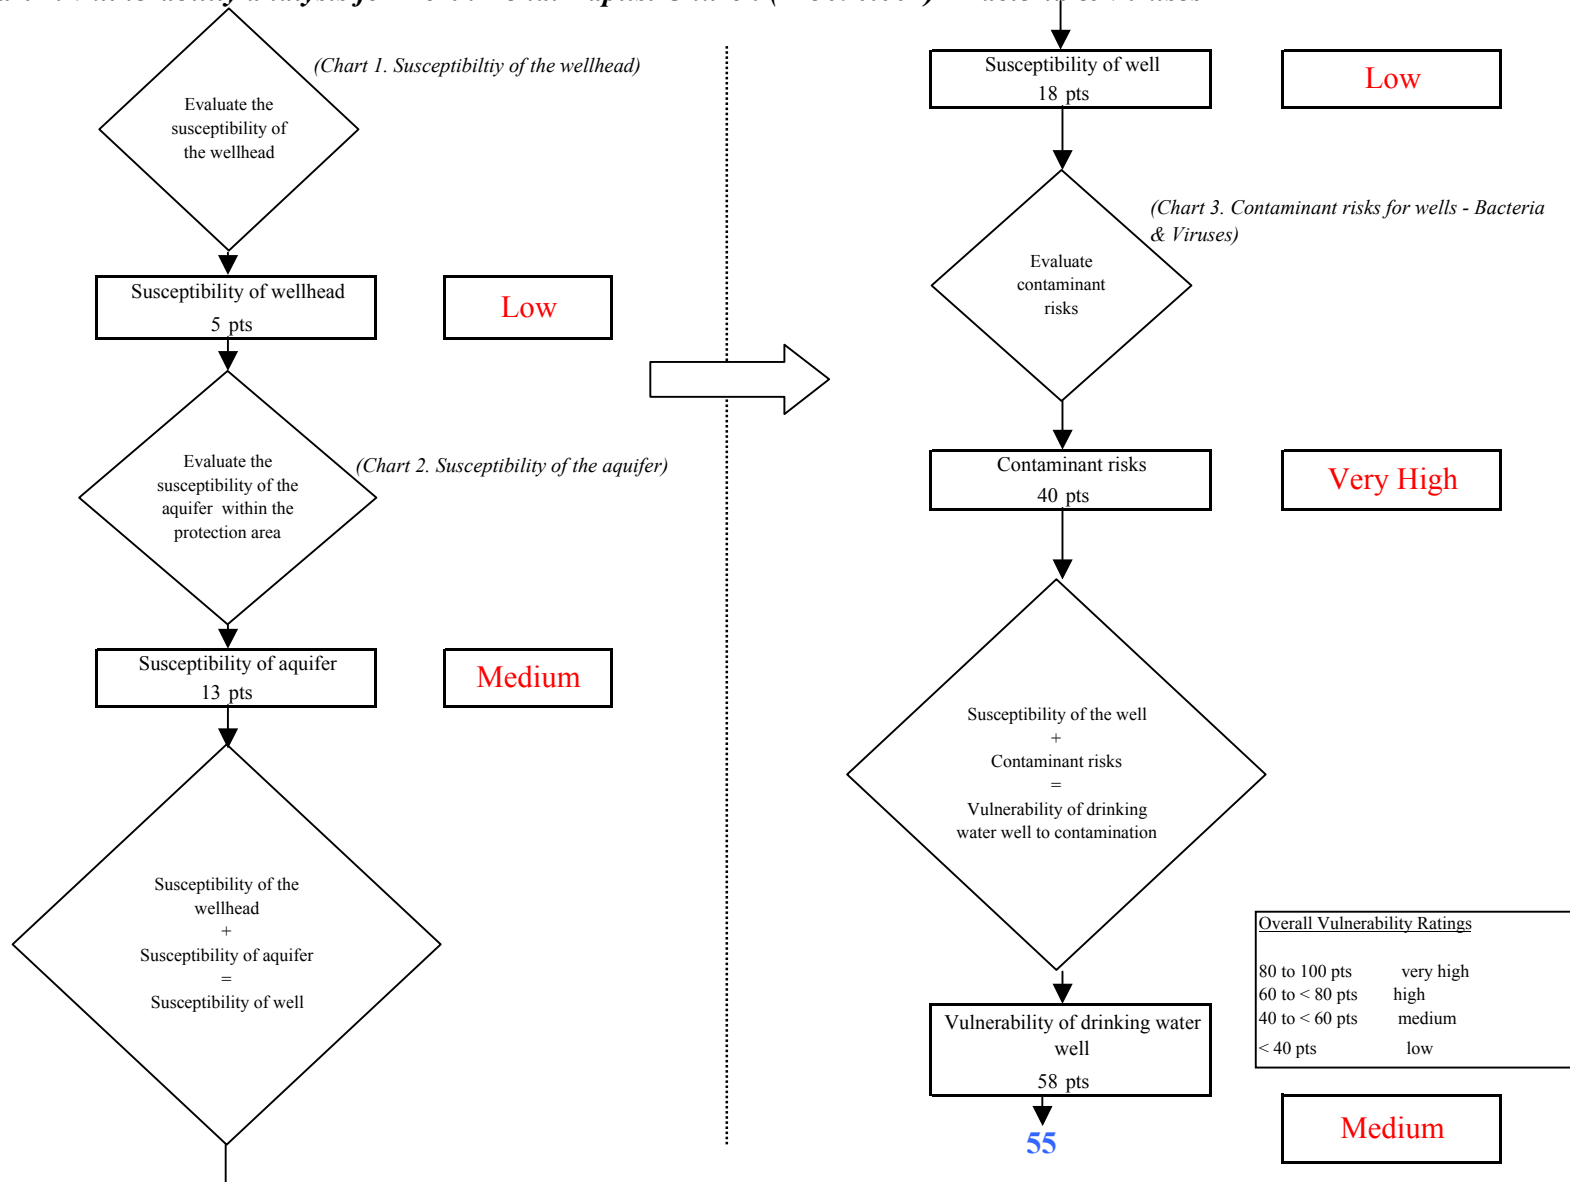 (Chart 1. Susceptibiltiy of the wellhead)
Evaluate the
susceptibility of
the wellhead
Susceptibility of wellhead
5 pts
Low
Evaluate the
susceptibility of the
aquifer within the
protection area
(Chart 2. Susceptibility of the aquifer)
Susceptibility of aquifer
13 pts
Medium
Susceptibility of the
wellhead
+
Susceptibility of aquifer
=
Susceptibility of well
Susceptibility of well
18 pts
Low
(Chart 3. Contaminant risks for wells - Bacteria
& Viruses)
Evaluate
contaminant
risks
Contaminant risks
40 pts
Very High
Susceptibility of the well
+
Contaminant risks
=
Vulnerability of drinking
water well to contamination
Overall Vulnerability Ratings
80 to 100 pts very high
60 to < 80 pts high
40 to < 60 pts medium
< 40 pts low
Vulnerability of drinking water
well
58 pts
55
Medium